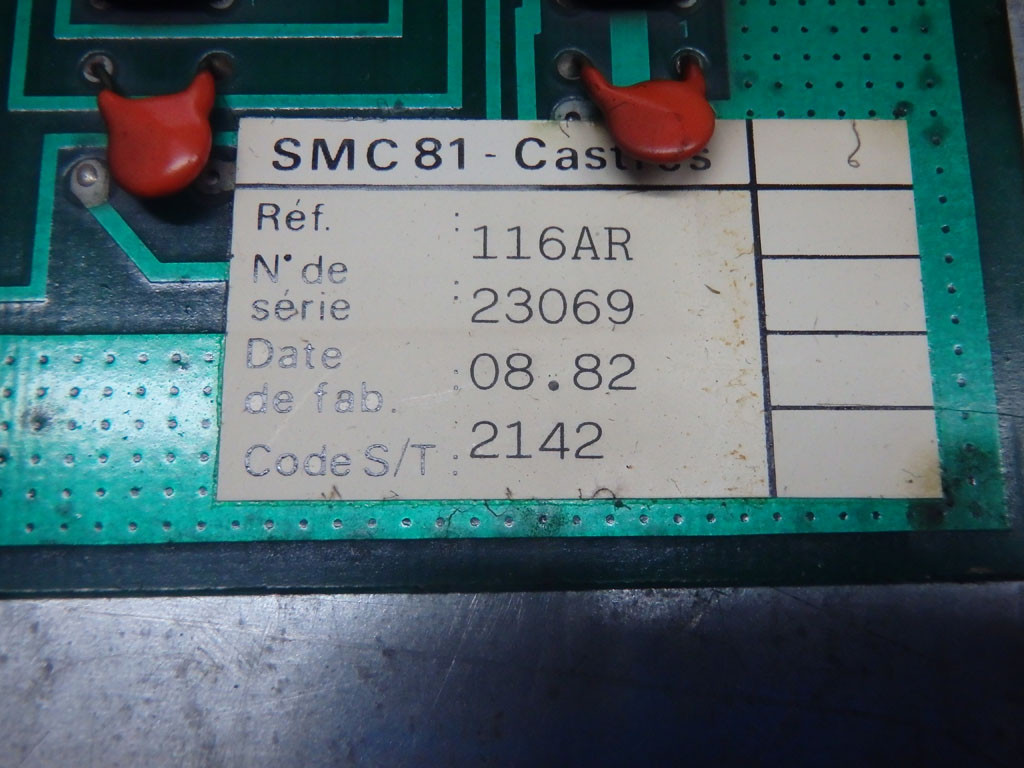 SMC 81 - Castres
Réf. : 116AR
N° de
série : 23069
Date
de fab. : 08.82
Code S/T : 2142